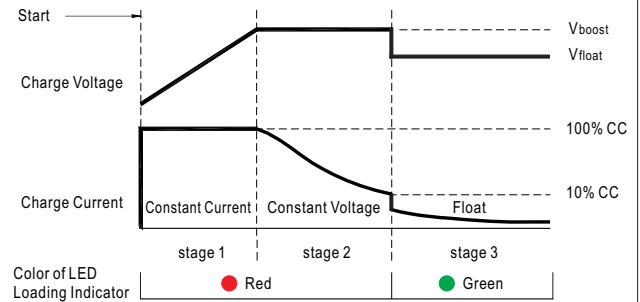 Start
Vboost
Vfloat
Charge Voltage
100% CC
10% CC
Charge Current
Constant Current
Constant Voltage
Float
stage 1
stage 2
stage 3
Color of LED
Loading Indicator
Red
Green